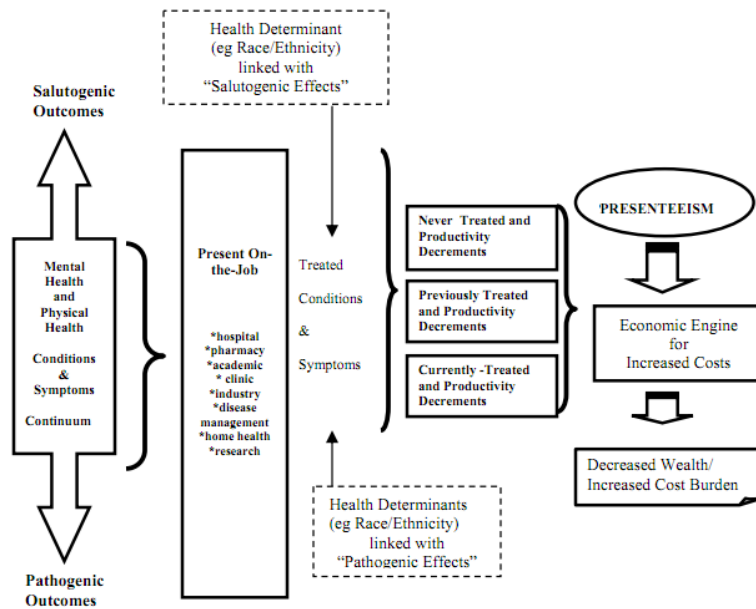 Health Determinant
(eg Race/Ethnicity)
linked with
“Salutogenic Effects”
Salutogenic
Outcomes
Mental
Health
and
Physical
Health
Conditions
&
Symptoms
Continuum
Pathogenic
Outcomes
Present On-
the-Job
*hospital
*pharmacy
*academic
* clinic
*industry
*disease
management
*home health
*research
Treated
Conditions
&
Symptoms
Health Determinants
(eg Race/Ethnicity)
linked with
“Pathogenic Effects”
Never Treated and
Productivity
Decrements
Previously Treated
and Productivity
Decrements
Currently -Treated
and Productivity
Decrements
PRESENTEEISM
Economic Engine
for
Increased Costs
Decreased Wealth/
Increased Cost Burden